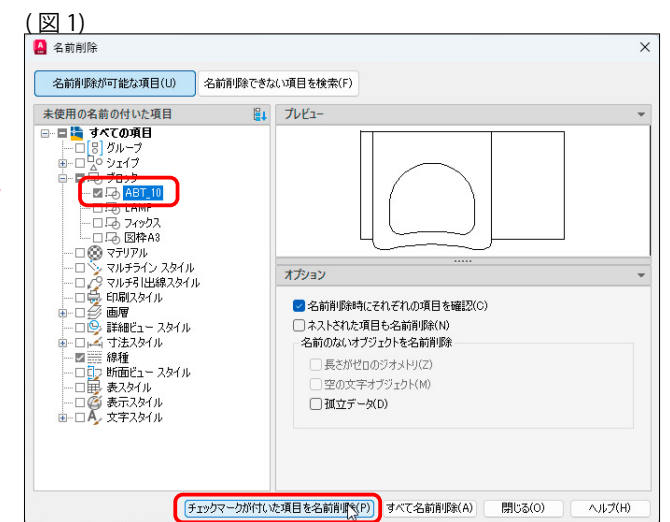 (図1)
名前削除
名前削除が可能な項目(U)
名前削除できない項目を検索(F)
未使用の名前の付いた項目
すべての項目
グループ
シェイプ
ブロック
ABT_10
LAMP
フィックス
図枠A3
マテリアル
マルチライン スタイル
マルチ引出線スタイル
印刷スタイル
画層
詳細ビュー スタイル
寸法スタイル
線種
断面ビュー スタイル
表スタイル
表示スタイル
文字スタイル
プレビュー
オプション
名前削除時にそれぞれの項目を確認(C)
ネストされた項目も名前削除(N)
名前のないオブジェクトを名前削除
長さがゼロのジオメトリ(Z)
空の文字オブジェクト(M)
孤立データ(D)
チェックマークが付いた項目を名前削除(P)
すべて名前削除(A)
閉じる(O)
ヘルプ(H)